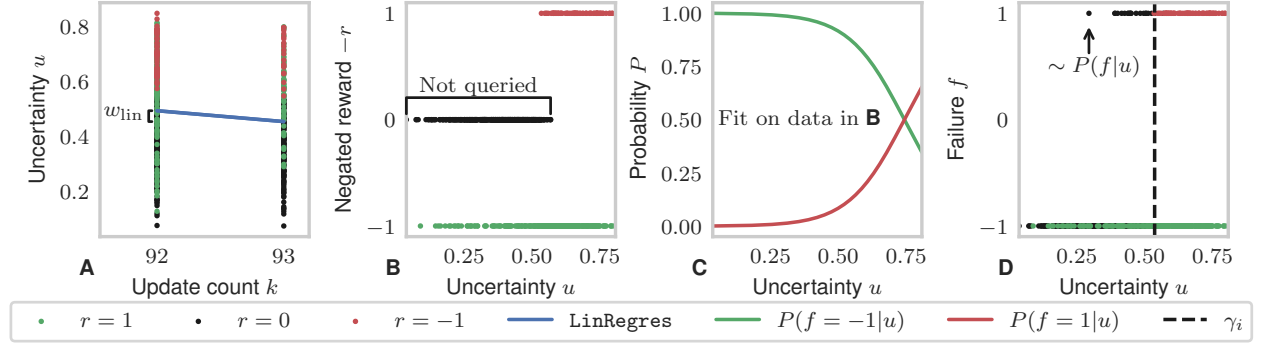 0.8
0.6
0.4
0.2
w_lin
Uncertainty u
92
93
A
Update count k
1
0
−1
Negated reward −r
Not queried
0.25
0.50
0.75
B
Uncertainty u
1.00
0.75
0.50
0.25
0.00
Probability P
Fit on data in B
0.25
0.50
0.75
C
Uncertainty u
1
0
−1
Failure f
∼ P(f|u)
0.25
0.50
0.75
D
Uncertainty u
r = 1
r = 0
r = −1
LinRegres
P(f = −1|u)
P(f = 1|u)
γ_i